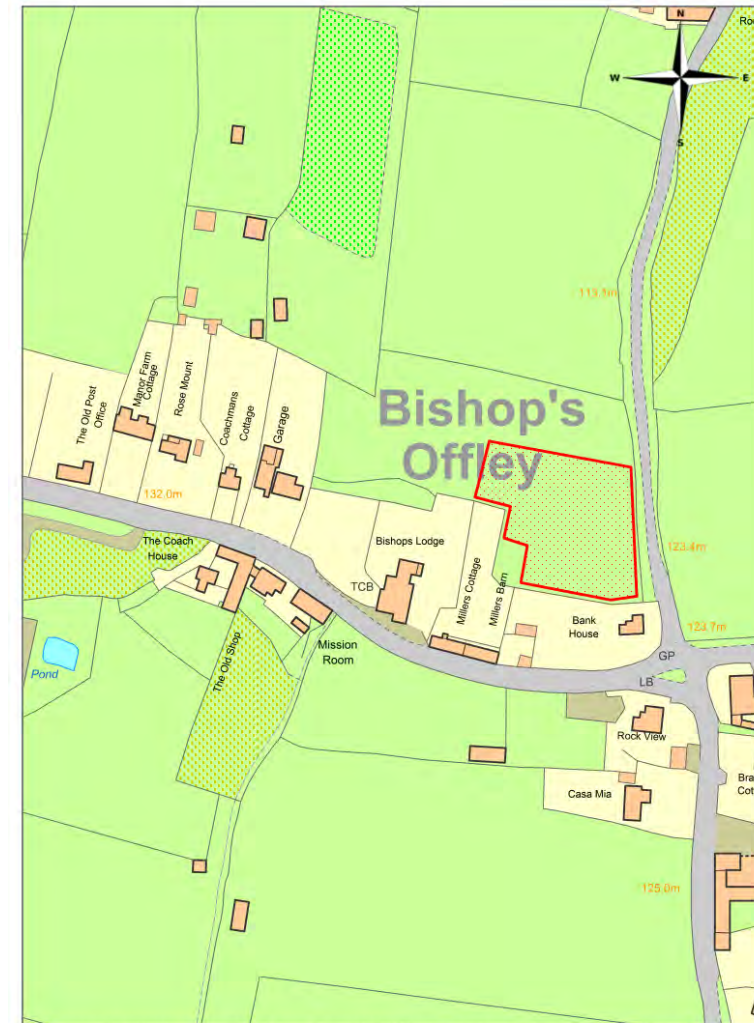 N
W
E
S
119.1m
The Old Post
Office
Manor Farm
Cottage
Rose Mount
Coachmans
Cottage
Garage
Bishop's
Offley
132.0m
The Coach
House
Bishops Lodge
TCB
Millers Cottage
Millers Barn
123.4m
Bank
House
123.7m
Mission
Room
The Old Shop
Pond
GP
LB
Rock View
Casa Mia
125.0m